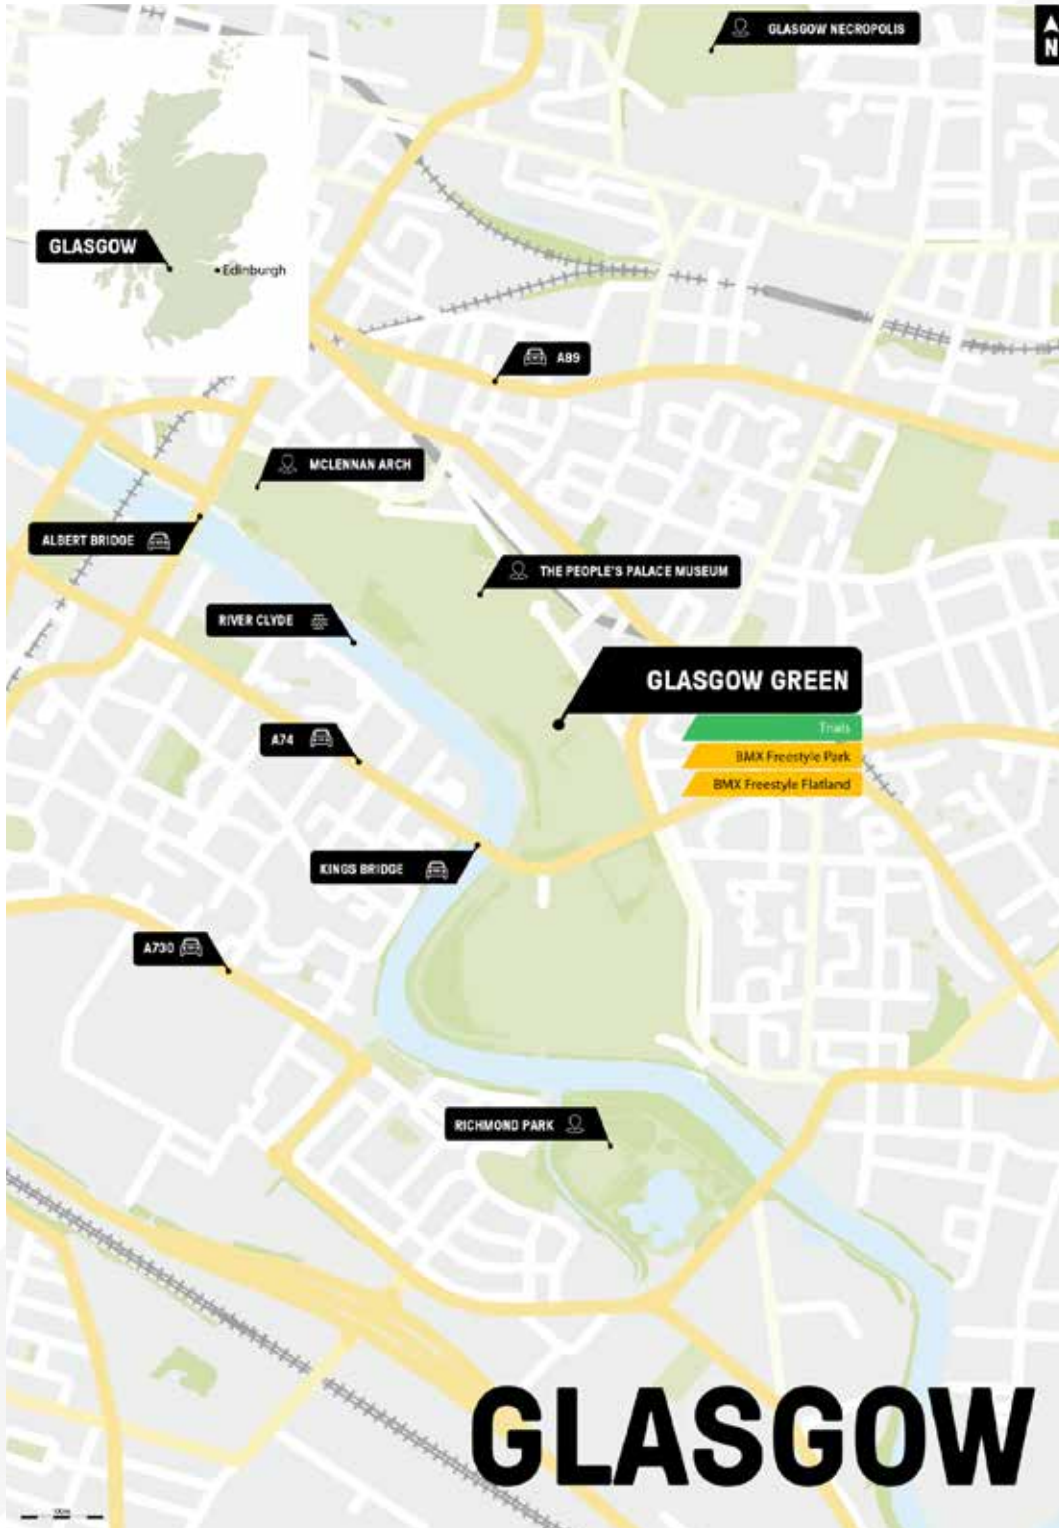 GLASGOW NECROPOLIS
N
GLASGOW
Edinburgh
A89
MCLENNAN ARCH
ALBERT BRIDGE
THE PEOPLE'S PALACE MUSEUM
RIVER CLYDE
GLASGOW GREEN
Trials
BMX Freestyle Park
BMX Freestyle Flatland
A74
KINGS BRIDGE
A730
RICHMOND PARK
GLASGOW